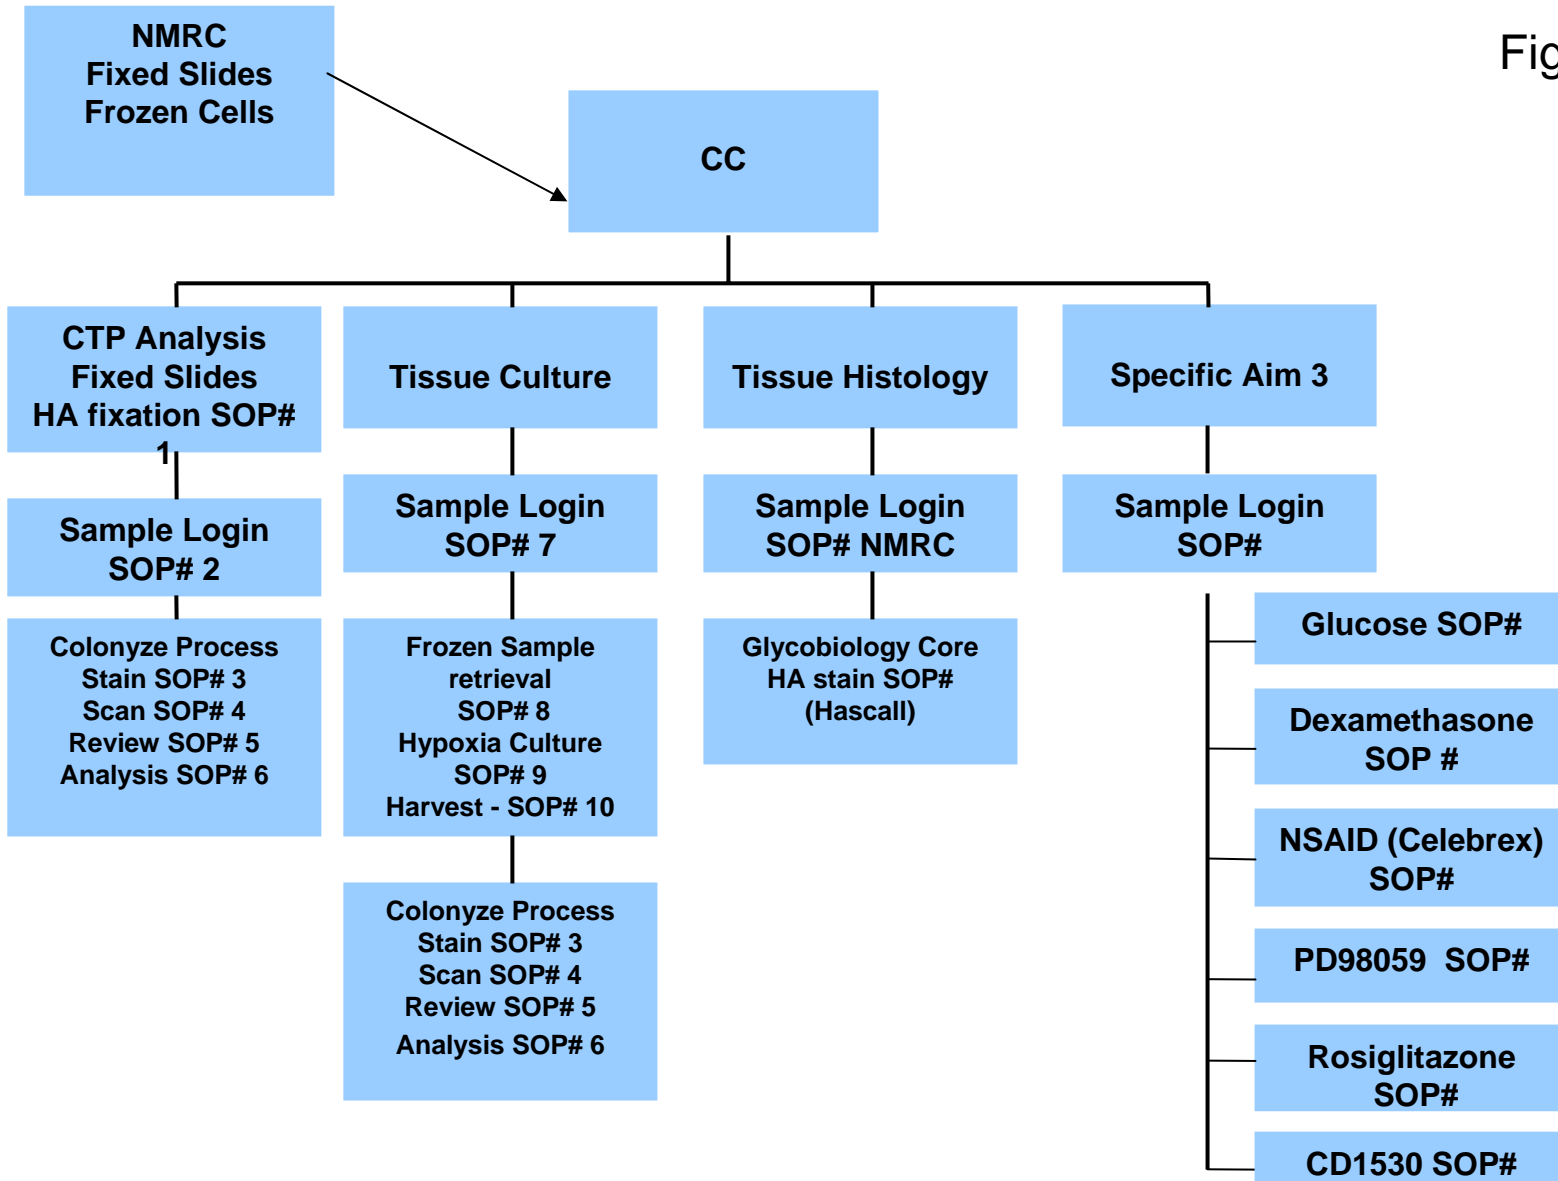 NMRC
Fixed Slides
Frozen Cells
Fig
CC
CTP Analysis
Fixed Slides
HA fixation SOP#
1
Tissue Culture
Tissue Histology
Specific Aim 3
Sample Login
SOP# 2
Sample Login
SOP# 7
Sample Login
SOP# NMRC
Sample Login
SOP#
Colonyze Process
Stain SOP# 3
Scan SOP# 4
Review SOP# 5
Analysis SOP# 6
Frozen Sample
retrieval
SOP# 8
Hypoxia Culture
SOP# 9
Harvest - SOP# 10
Glycobiology Core
HA stain SOP#
(Hascall)
Colonyze Process
Stain SOP# 3
Scan SOP# 4
Review SOP# 5
Analysis SOP# 6
Glucose SOP#
Dexamethasone
SOP #
NSAID (Celebrex)
SOP#
PD98059  SOP#
Rosiglitazone
SOP#
CD1530 SOP#